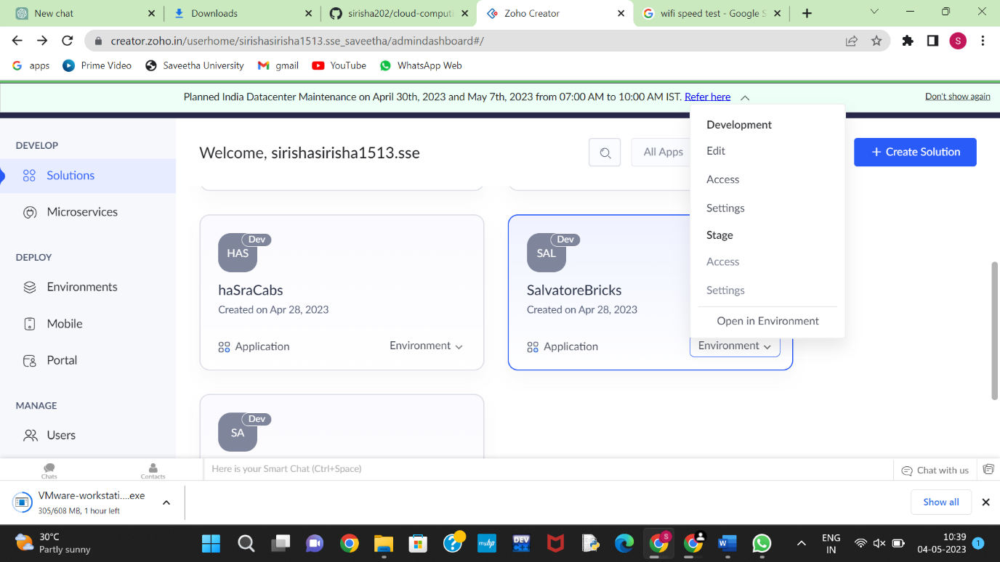 New chat
Downloads
sirisha202/cloud-computi
Zoho Creator
wifi speed test - Google S
creator.zoho.in/userhome/sirishasirisha1513.sse_saveetha/admindashboard#/
S
apps
Prime Video
Saveetha University
gmail
YouTube
WhatsApp Web
Planned India Datacenter Maintenance on April 30th, 2023 and May 7th, 2023 from 07:00 AM to 10:00 AM IST. Refer here
Don't show again
DEVELOP
Solutions
Microservices
DEPLOY
Environments
Mobile
Portal
MANAGE
Users
Welcome, sirishasirisha1513.sse
All Apps
+ Create Solution
Dev
HAS
haSraCabs
Created on Apr 28, 2023
Application
Environment
Dev
SAL
SalvatoreBricks
Created on Apr 28, 2023
Application
Environment
Development
Edit
Access
Settings
Stage
Access
Settings
Open in Environment
Dev
SA
Chats
Contacts
Here is your Smart Chat (Ctrl+Space)
Chat with us
VMware-workstati....exe
305/608 MB, 1 hour left
Show all
30°C
Partly sunny
myhp
DEV
S
W
ENG
IN
10:39
04-05-2023
1